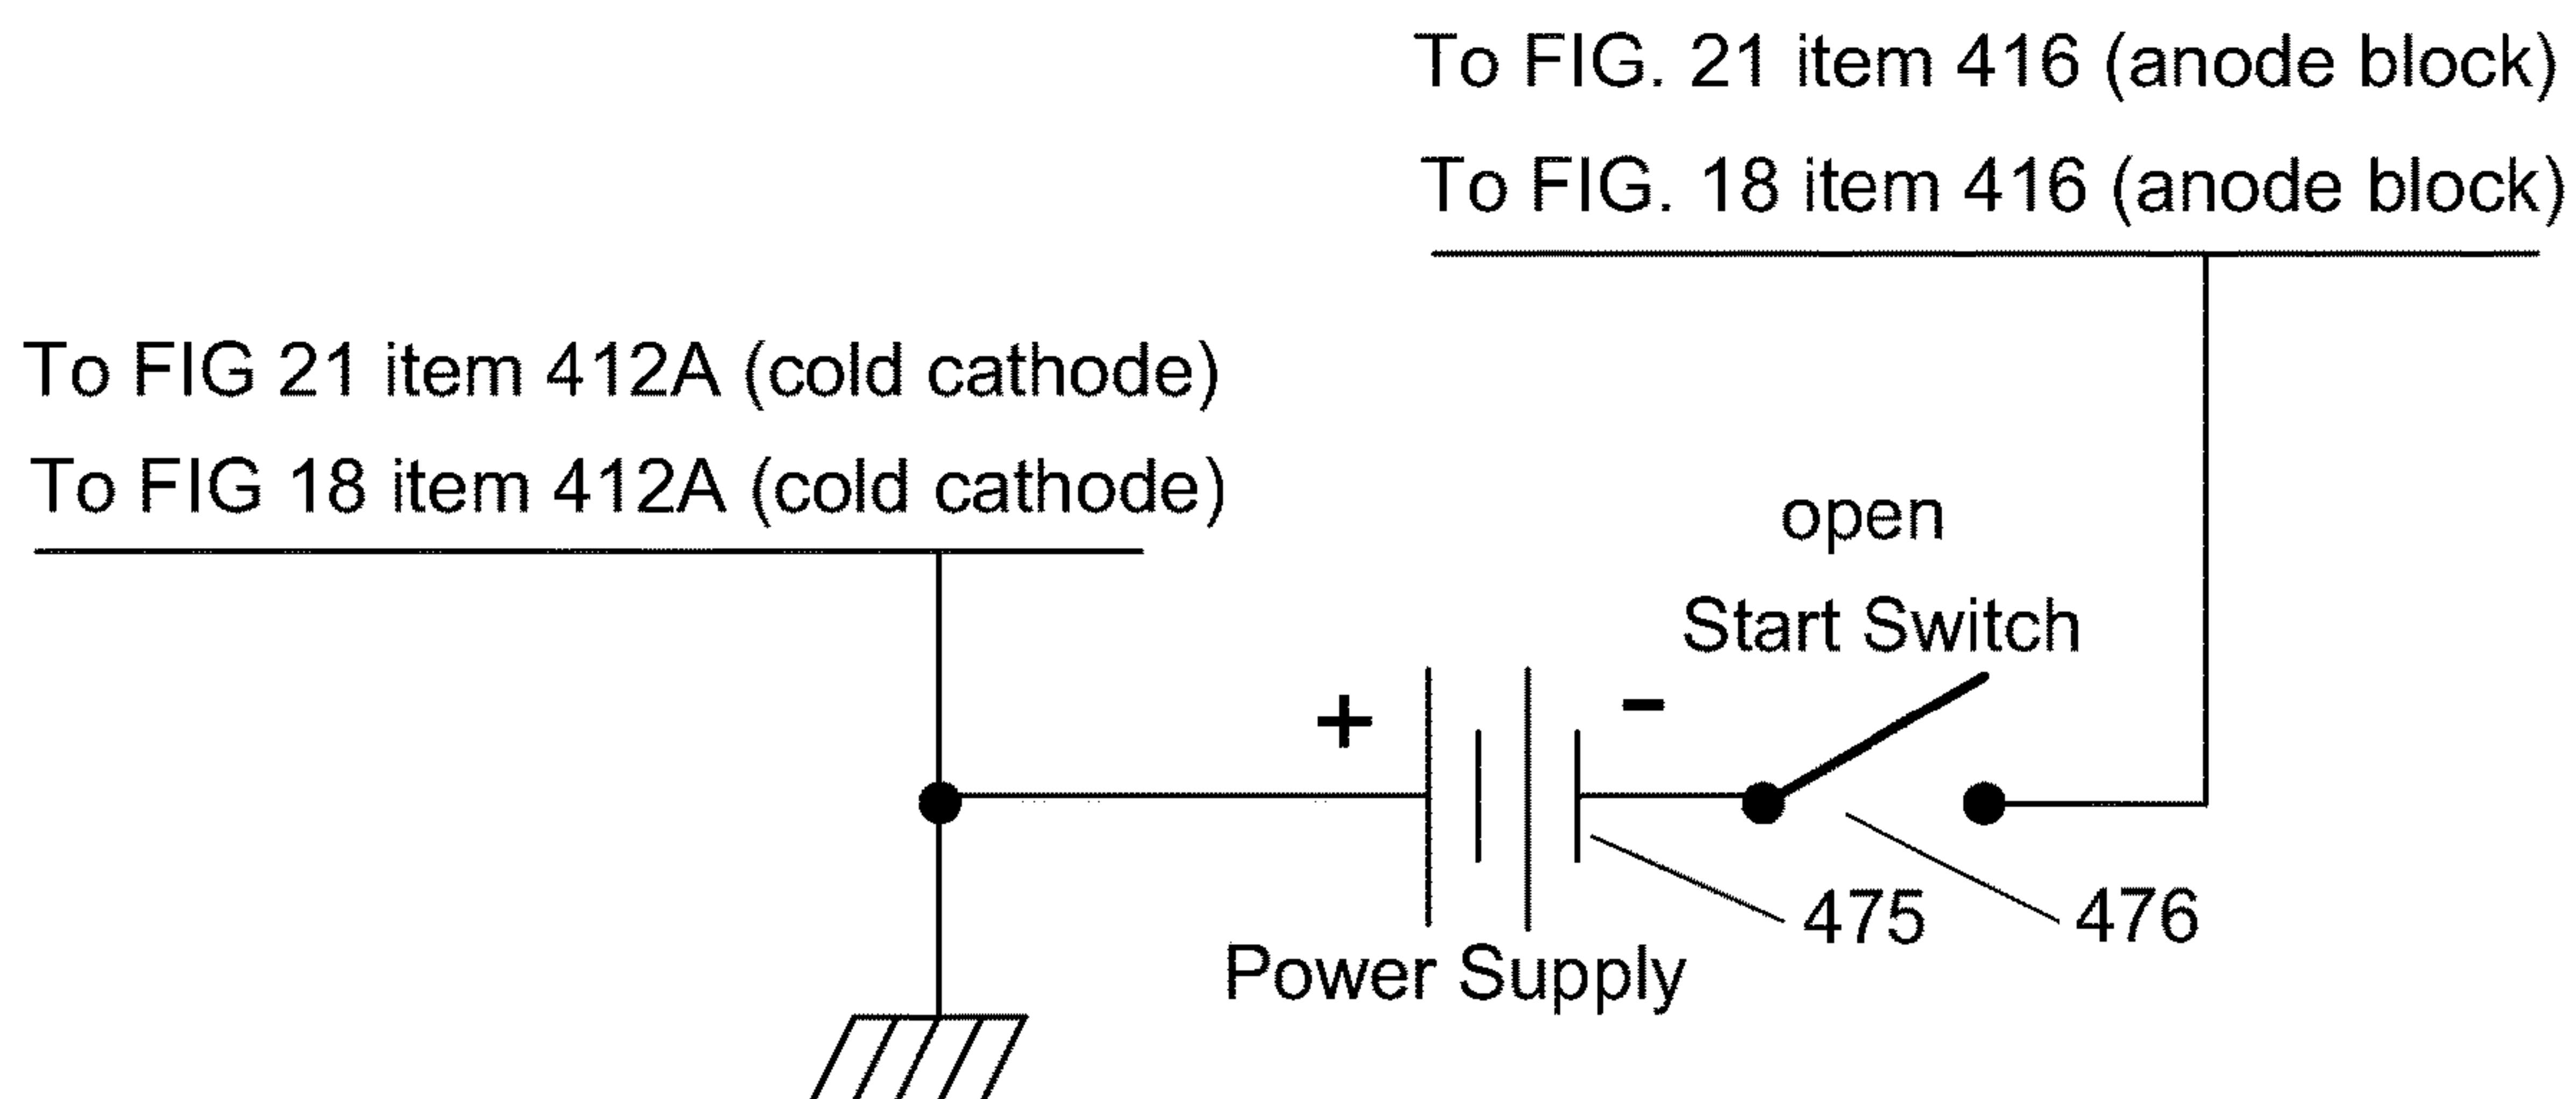 To FIG. 21 item 416 (anode block)
To FIG. 18 item 416 (anode block)
To FIG 21 item 412A (cold cathode)
To FIG 18 item 412A (cold cathode)
open
Start Switch
+
-
475
476
Power Supply